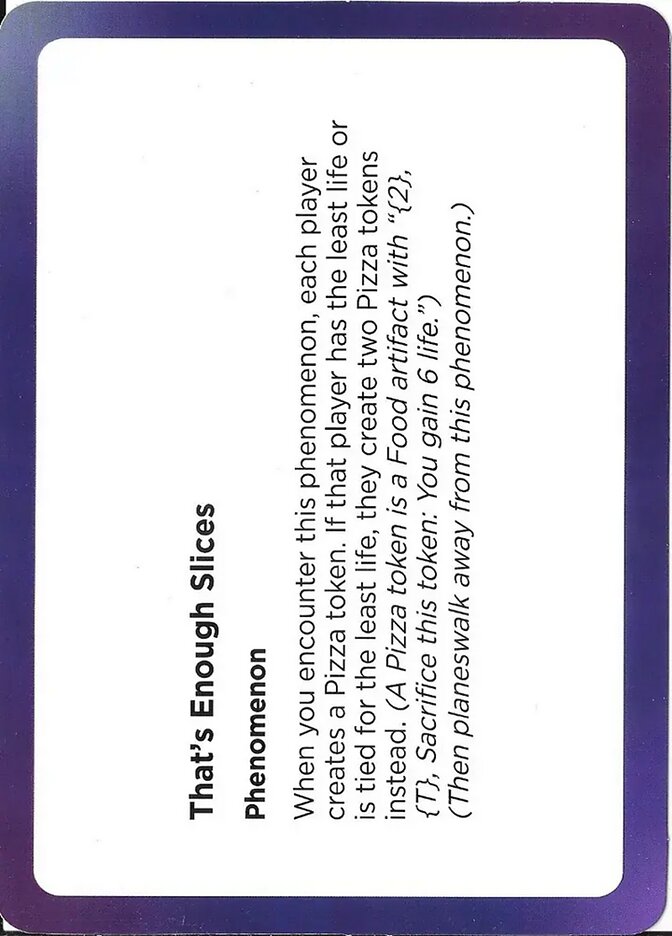 That's Enough Slices
Phenomenon
When you encounter this phenomenon, each player
creates a Pizza token. If that player has the least life or
is tied for the least life, they create two Pizza tokens
instead. (A Pizza token is a Food artifact with “{2},
{T}, Sacrifice this token: You gain 6 life.”)
(Then planeswalk away from this phenomenon.)